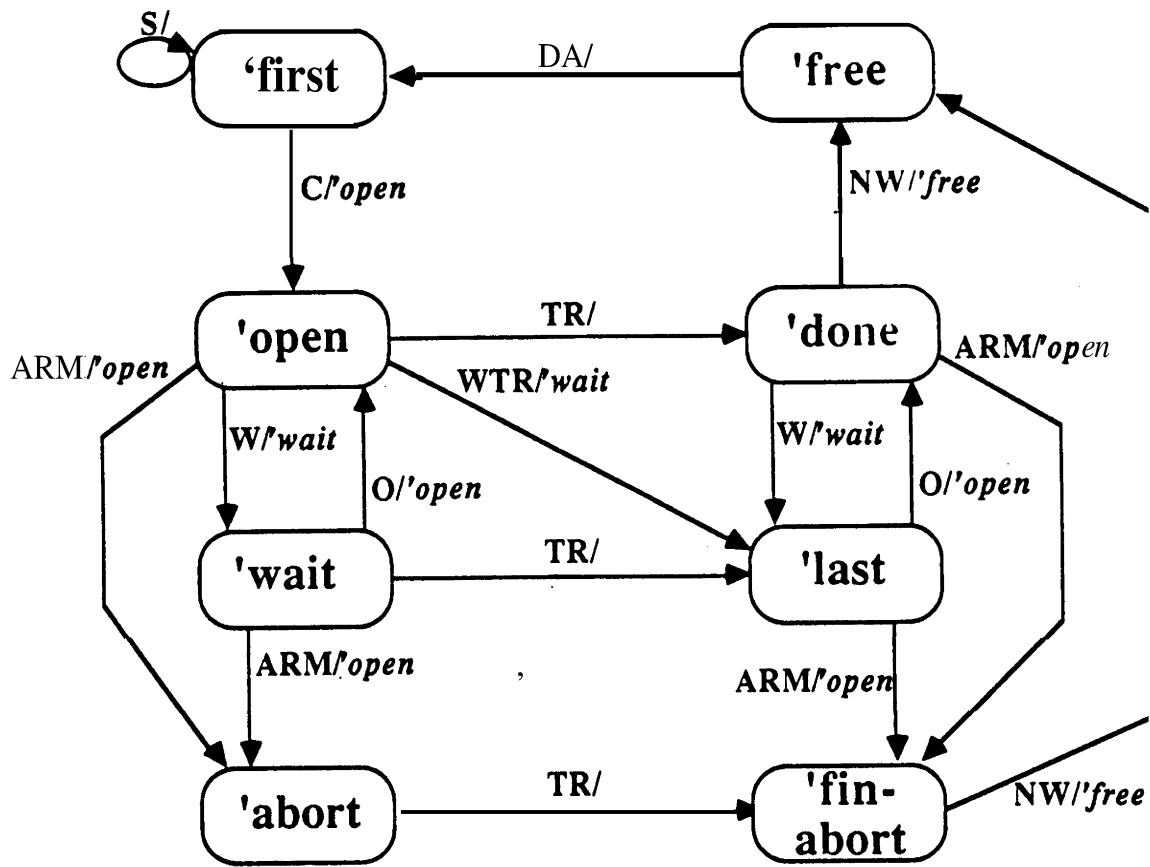 S/
‘first
DA/
'free
C/'open
NW/'free
'open
TR/
'done
ARM/'open
WTR/'wait
ARM/'open
W/'wait
O/'open
W/'wait
O/'open
'wait
TR/
'last
ARM/'open
ARM/'open
'abort
TR/
'fin-
abort
NW/'free